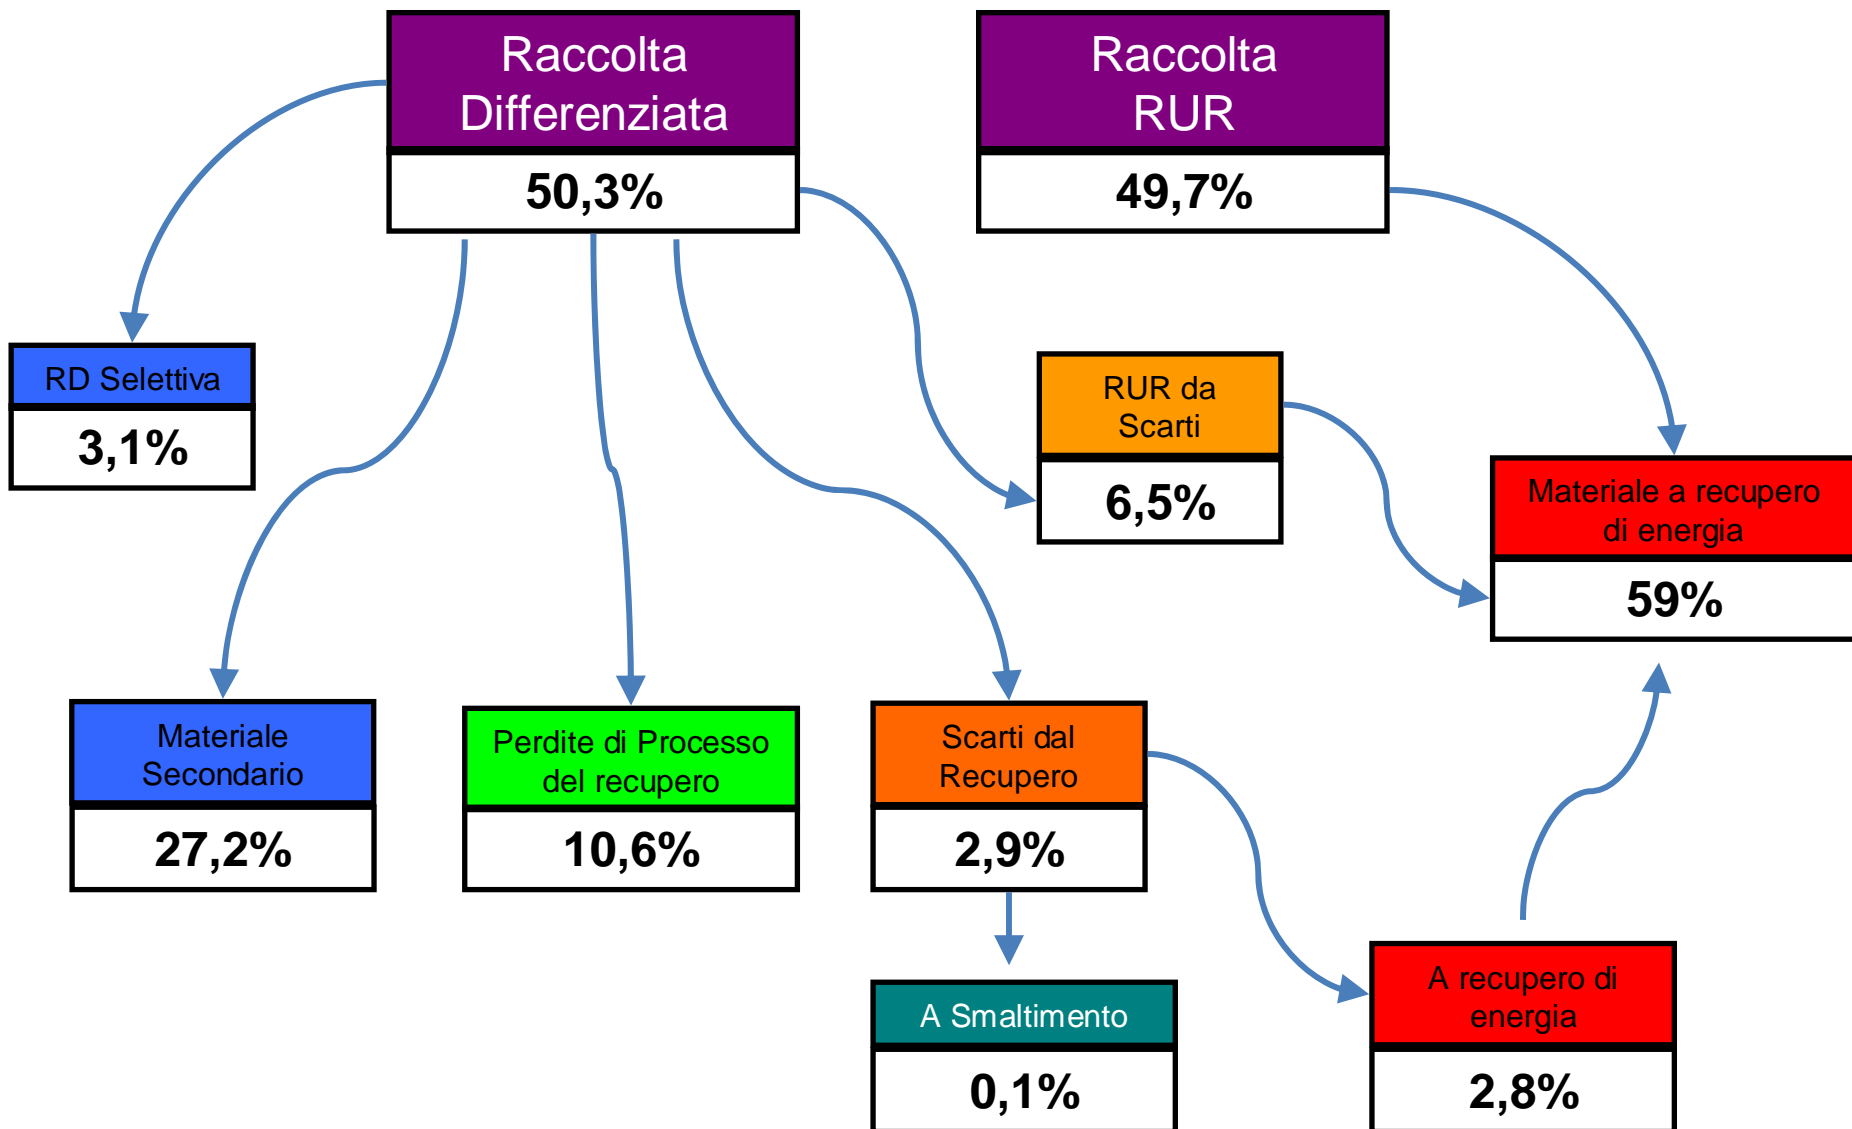 Raccolta
Differenziata
50,3%
Raccolta
RUR
49,7%
RD Selettiva
3,1%
RUR da
Scarti
6,5%
Materiale a recupero
di energia
59%
Materiale
Secondario
27,2%
Perdite di Processo
del recupero
10,6%
Scarti dal
Recupero
2,9%
A Smaltimento
0,1%
A recupero di
energia
2,8%